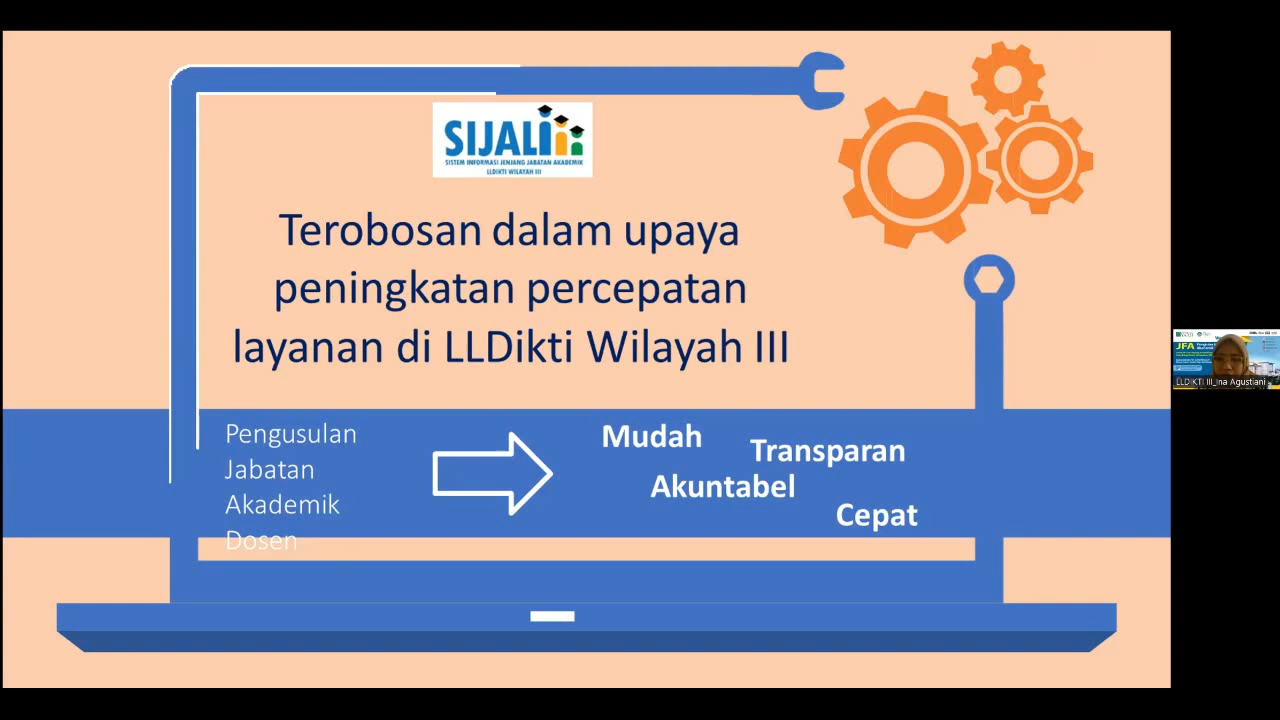 SIJALI
SISTEM INFORMASI JENJANG JABATAN AKADEMIK
LLDIKTI WILAYAH III
Terobosan dalam upaya
peningkatan percepatan
layanan di LLDikti Wilayah III
Pengusulan
Jabatan
Akademik
Dosen
Mudah
Transparan
Akuntabel
Cepat
JFA
LLDIKTI III_Ina Agustiani